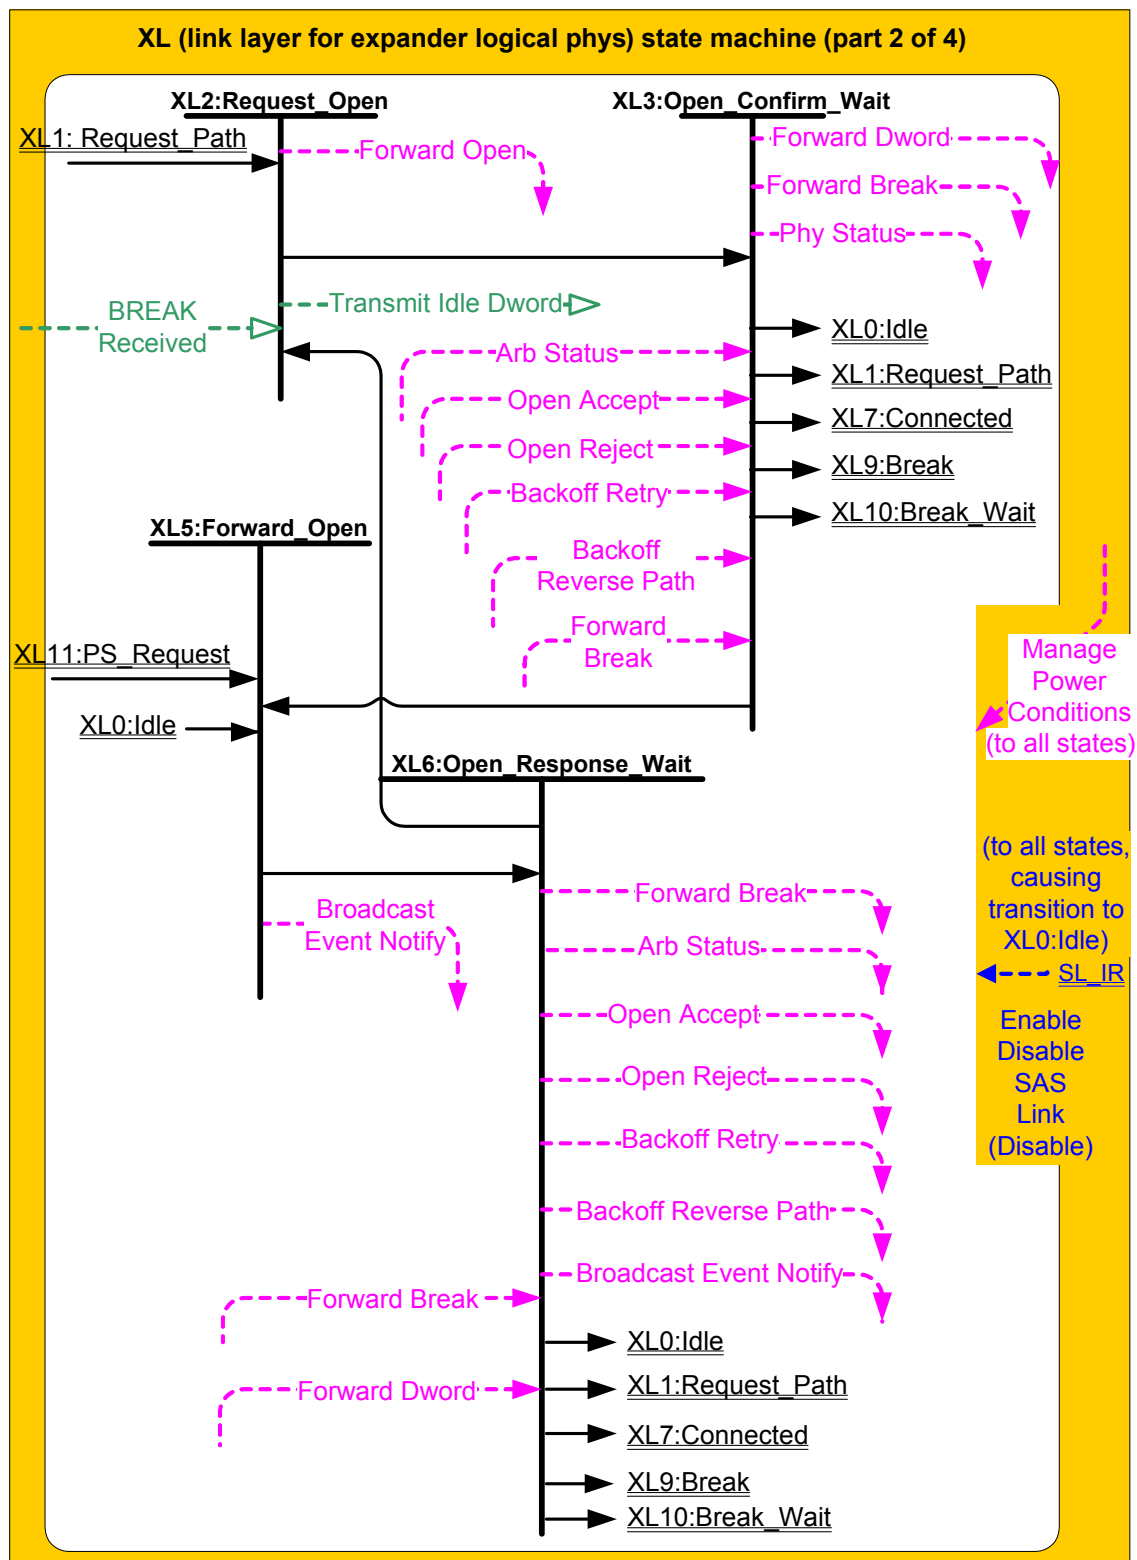 XL (link layer for expander logical phys) state machine (part 2 of 4)
XL2:Request_Open
XL1: Request_Path
Forward Open
BREAK
Received
Transmit Idle Dword
XL3:Open_Confirm_Wait
Forward Dword
Forward Break
Phy Status
XL0:Idle
XL1:Request_Path
XL7:Connected
XL9:Break
XL10:Break_Wait
Arb Status
Open Accept
Open Reject
Backoff Retry
Backoff
Reverse Path
Forward
Break
XL5:Forward_Open
XL11:PS_Request
XL0:Idle
Broadcast
Event Notify
XL6:Open_Response_Wait
Forward Break
Arb Status
Open Accept
Open Reject
Backoff Retry
Backoff Reverse Path
Broadcast Event Notify
Forward Break
Forward Dword
XL0:Idle
XL1:Request_Path
XL7:Connected
XL9:Break
XL10:Break_Wait
Manage
Power
Conditions
(to all states)
(to all states,
causing
transition to
XL0:Idle)
SL_IR
Enable
Disable
SAS
Link
(Disable)